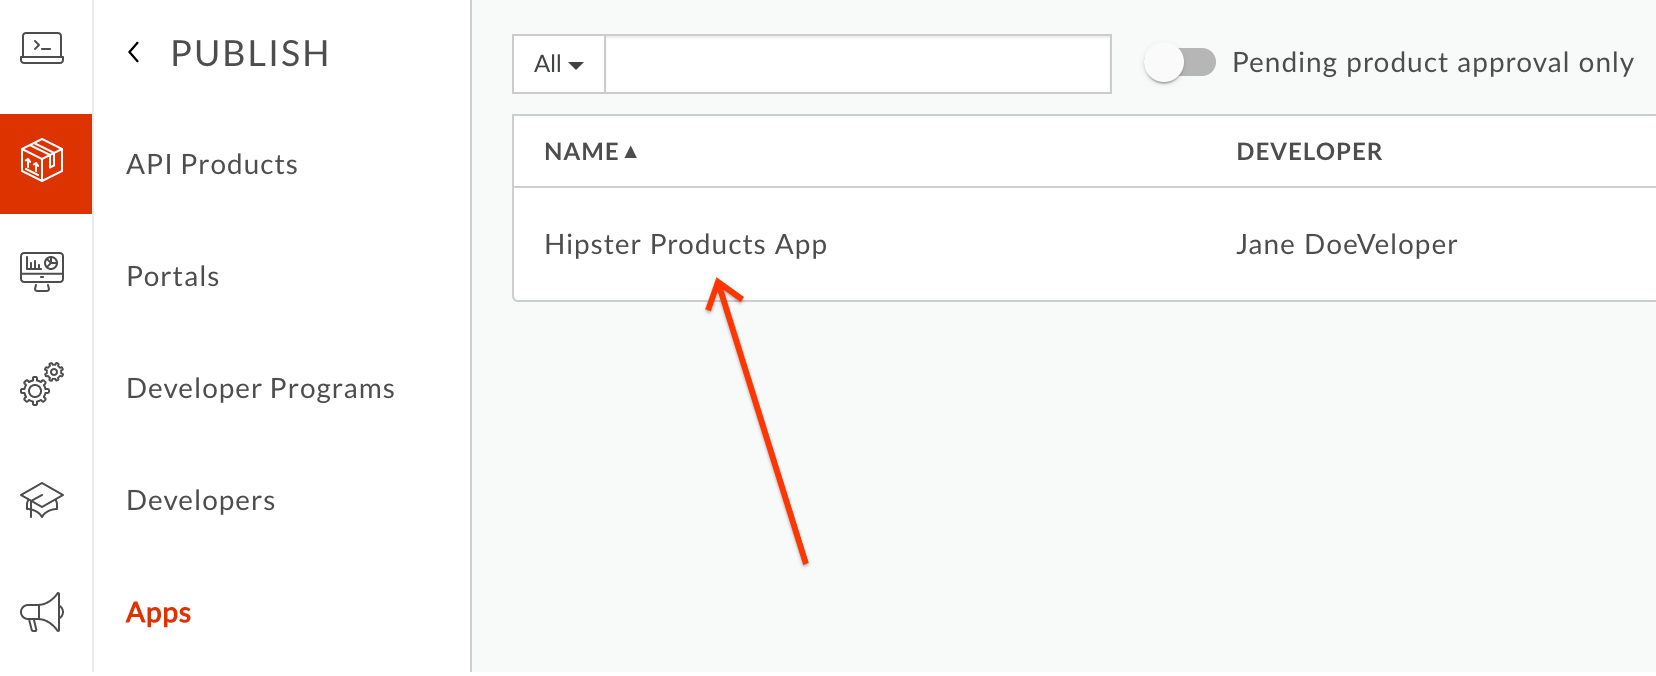 PUBLISH
API Products
Portals
Developer Programs
Developers
Apps
All
Pending product approval only
NAME DEVELOPER
Hipster Products App Jane DoeVeloper